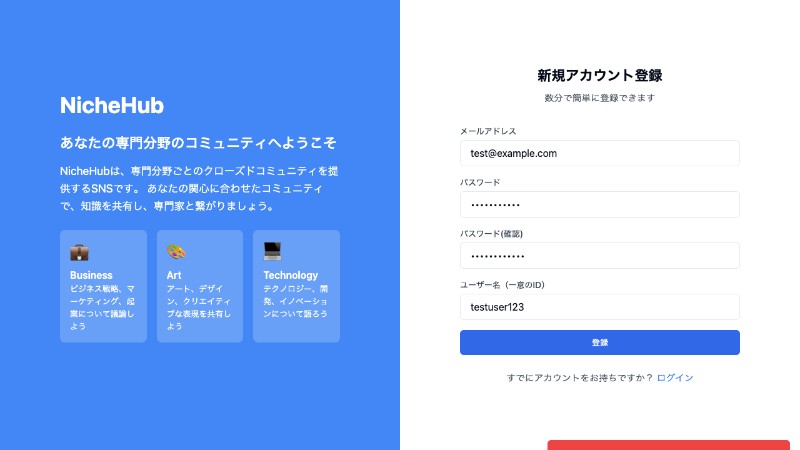 NicheHub
あなたの専門分野のコミュニティへようこそ
NicheHubは、専門分野ごとのクローズドコミュニティを提
供するSNSです。 あなたの関心に合わせたコミュニティ
で、知識を共有し、専門家と繋がりましょう。
Business
ビジネス戦略、マ
ーケティング、起
業について議論し
よう
Art
アート、デザイ
ン、クリエイティ
ブな表現を共有し
よう
Technology
テクノロジー、開
発、イノベーショ
ンについて語ろう
新規アカウント登録
数分で簡単に登録できます
メールアドレス
test@example.com
パスワード
•••••••••••
パスワード(確認)
••••••••••••
ユーザー名（一意のID）
testuser123
登録
すでにアカウントをお持ちですか？ ログイン